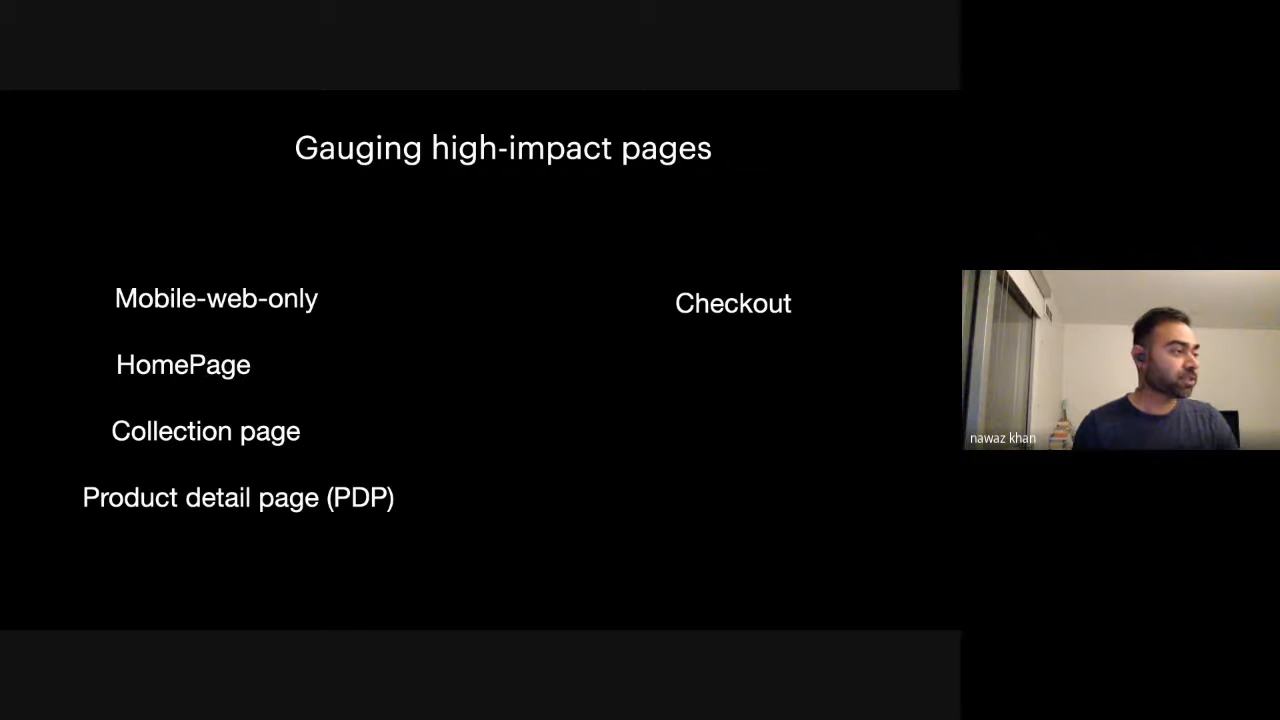 Gauging high-impact pages
Mobile-web-only
Checkout
HomePage
Collection page
Product detail page (PDP)
nawaz khan